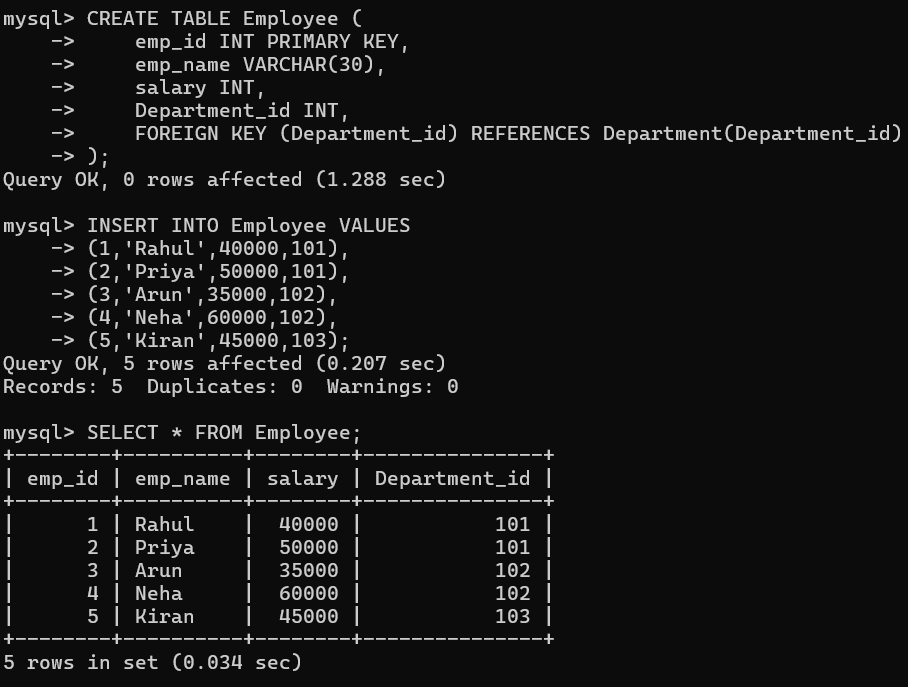 mysql> CREATE TABLE Employee (
    ->     emp_id INT PRIMARY KEY,
    ->     emp_name VARCHAR(30),
    ->     salary INT,
    ->     Department_id INT,
    ->     FOREIGN KEY (Department_id) REFERENCES Department(Department_id)
    -> );
Query OK, 0 rows affected (1.288 sec)

mysql> INSERT INTO Employee VALUES
    -> (1,'Rahul',40000,101),
    -> (2,'Priya',50000,101),
    -> (3,'Arun',35000,102),
    -> (4,'Neha',60000,102),
    -> (5,'Kiran',45000,103);
Query OK, 5 rows affected (0.207 sec)
Records: 5  Duplicates: 0  Warnings: 0

mysql> SELECT * FROM Employee;
+--------+----------+--------+---------------+
| emp_id | emp_name | salary | Department_id |
+--------+----------+--------+---------------+
|      1 | Rahul    |  40000 |           101 |
|      2 | Priya    |  50000 |           101 |
|      3 | Arun     |  35000 |           102 |
|      4 | Neha     |  60000 |           102 |
|      5 | Kiran    |  45000 |           103 |
+--------+----------+--------+---------------+
5 rows in set (0.034 sec)